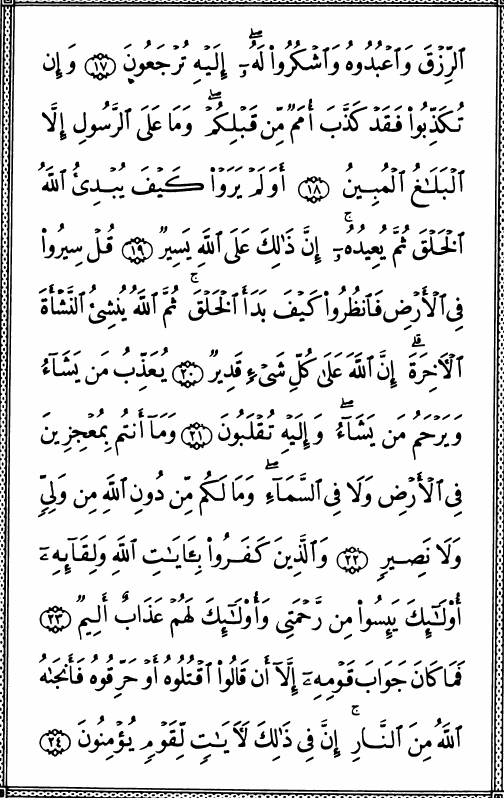 ٱلرِّزۡقَ وَٱعۡبُدُوهُ وَٱشۡكُرُواْ لَهُۥٓۖ إِلَيۡهِ تُرۡجَعُونَ ١٧ وَإِن
تُكَذِّبُواْ فَقَدۡ كَذَّبَ أُمَمٞ مِّن قَبۡلِكُمۡۖ وَمَا عَلَى ٱلرَّسُولِ إِلَّا
ٱلۡبَلَٰغُ ٱلۡمُبِينُ ١٨ أَوَلَمۡ يَرَوۡاْ كَيۡفَ يُبۡدِئُ ٱللَّهُ
ٱلۡخَلۡقَ ثُمَّ يُعِيدُهُۥٓۚ إِنَّ ذَٰلِكَ عَلَى ٱللَّهِ يَسِيرٞ ١٩ قُلۡ سِيرُواْ
فِي ٱلۡأَرۡضِ فَٱنظُرُواْ كَيۡفَ بَدَأَ ٱلۡخَلۡقَۚ ثُمَّ ٱللَّهُ يُنشِئُ ٱلنَّشۡأَةَ
ٱلۡأٓخِرَةَۚ إِنَّ ٱللَّهَ عَلَىٰ كُلِّ شَيۡءٖ قَدِيرٞ ٢٠ يُعَذِّبُ مَن يَشَآءُ
وَيَرۡحَمُ مَن يَشَآءُۖ وَإِلَيۡهِ تُقۡلَبُونَ ٢١ وَمَآ أَنتُم بِمُعۡجِزِينَ
فِي ٱلۡأَرۡضِ وَلَا فِي ٱلسَّمَآءِۖ وَمَا لَكُم مِّن دُونِ ٱللَّهِ مِن وَلِيّٖ
وَلَا نَصِيرٖ ٢٢ وَٱلَّذِينَ كَفَرُواْ بِـَٔايَٰتِ ٱللَّهِ وَلِقَآئِهِۦٓ
أُوْلَٰٓئِكَ يَئِسُواْ مِن رَّحۡمَتِي وَأُوْلَٰٓئِكَ لَهُمۡ عَذَابٌ أَلِيمٞ ٢٣
فَمَا كَانَ جَوَابَ قَوۡمِهِۦٓ إِلَّآ أَن قَالُواْ ٱقۡتُلُوهُ أَوۡ حَرِّقُوهُ فَأَنجَىٰهُ
ٱللَّهُ مِنَ ٱلنَّارِۚ إِنَّ فِي ذَٰلِكَ لَأٓيَٰتٖ لِّقَوۡمٖ يُؤۡمِنُونَ ٢٤